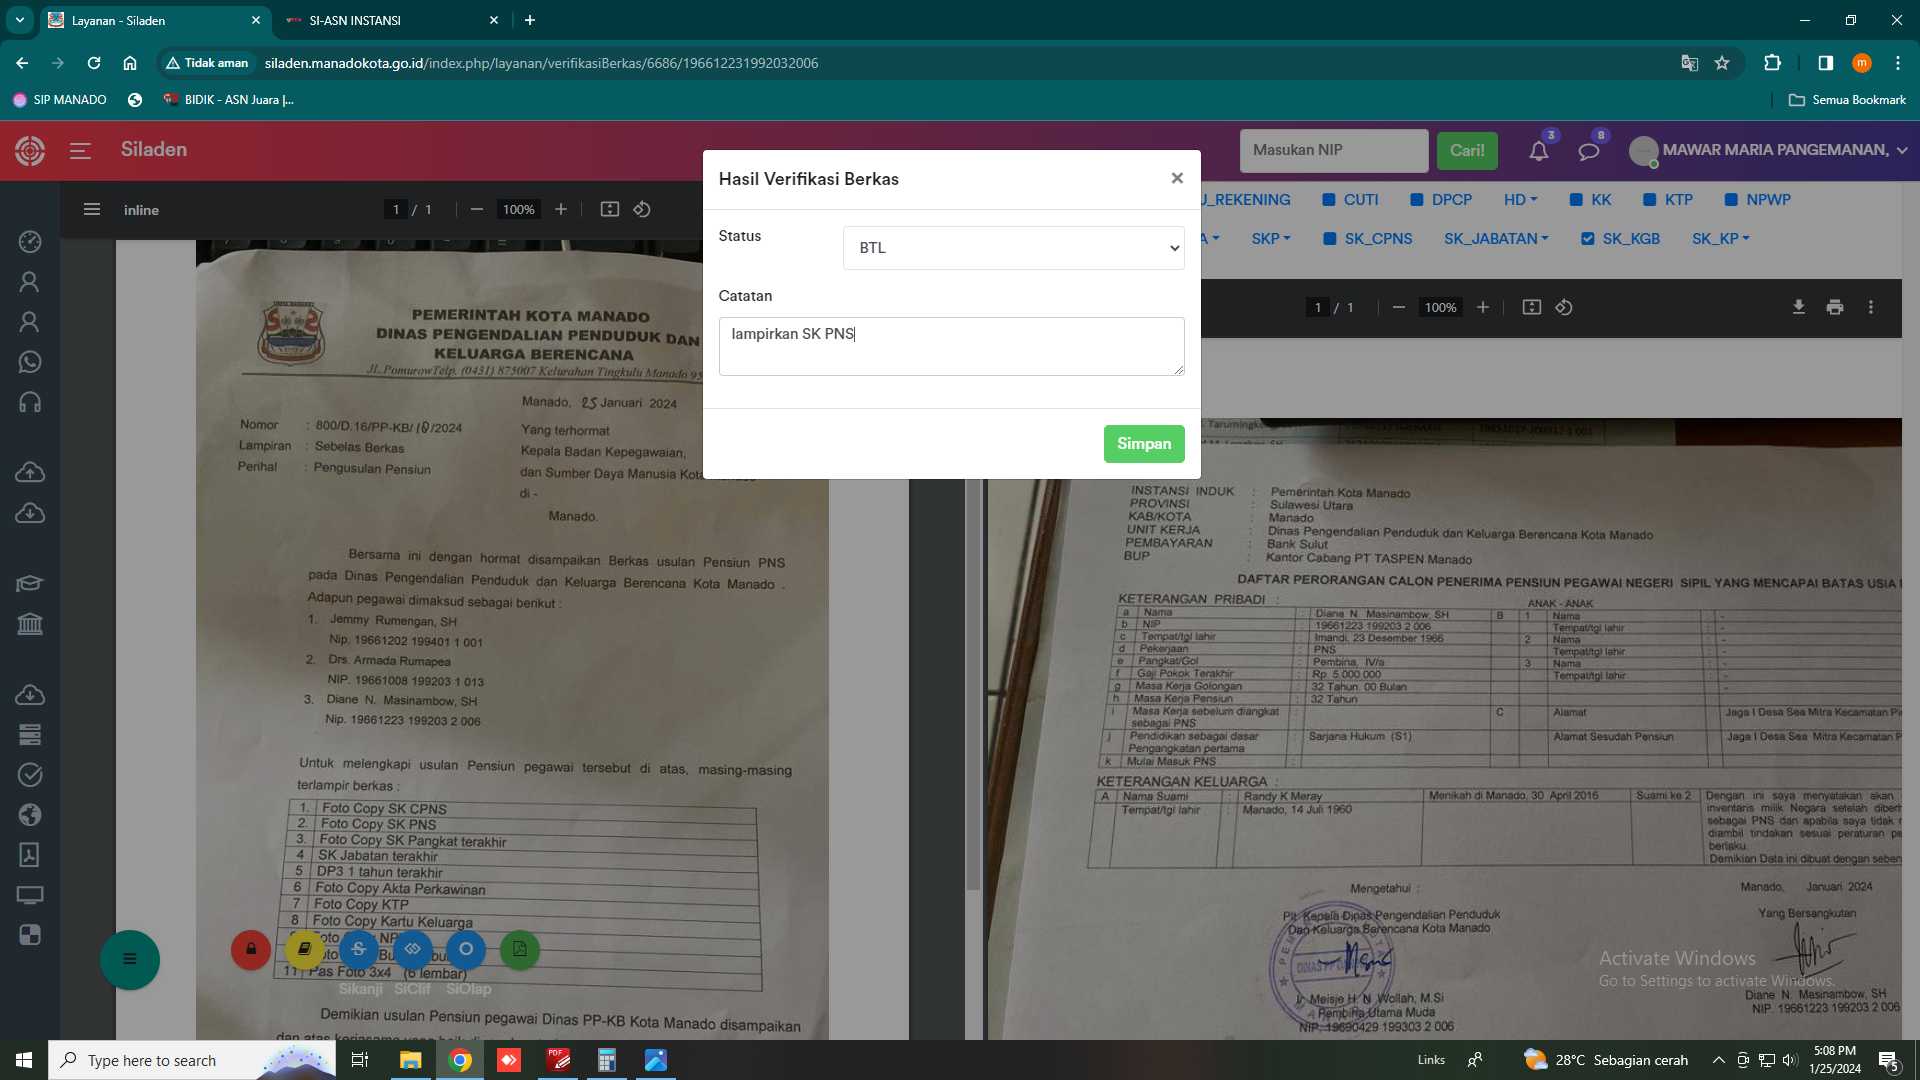 Layanan - Siladen
SI-ASN INSTANSI
Tidak aman
siladen.manadokota.go.id/index.php/layanan/verifikasiBerkas/6686/196612231992032006
SIP MANADO
BIDIK - ASN Juara |...
Semua Bookmark
Siladen
Masukan NIP
Cari!
3
8
MAWAR MARIA PANGEMANAN,
inline
1 / 1
100%
U_REKENING
CUTI
DPCP
HD
KK
KTP
NPWP
SKP
SK_CPNS
SK_JABATAN
SK_KGB
SK_KP
1 / 1
100%
Hasil Verifikasi Berkas
×
Status
BTL
Catatan
lampirkan SK PNS
Simpan
PEMERINTAH KOTA MANADO
DINAS PENGENDALIAN PENDUDUK DAN
KELUARGA BERENCANA
JL.PomurowTelp. (0431) 875007 Kelurahan Tingkulu Manado 95
Manado, 25 Januari 2024
Nomor : 800/D.16/PP-KB/18/2024
Lampiran : Sebelas Berkas
Perihal : Pengusulan Pensiun
Yang terhormat
Kepala Badan Kepegawaian,
dan Sumber Daya Manusia Kota
di -
Manado.
Bersama ini dengan hormat disampaikan Berkas usulan Pensiun PNS
pada Dinas Pengendalian Penduduk dan Keluarga Berencana Kota Manado .
Adapun pegawai dimaksud sebagai berikut :
1. Jemmy Rumengan, SH
Nip. 19661202 199401 1 001
2. Drs. Armada Rumapea
NIP. 19661008 199203 1 013
3. Diane N. Masinambow, SH
Nip. 19661223 199203 2 006
Untuk melengkapi usulan Pensiun pegawai tersebut di atas, masing-masing
terlampir berkas :
1. Foto Copy SK CPNS
2. Foto Copy SK PNS
3. Foto Copy SK Pangkat terakhir
4 SK Jabatan terakhir
5 DP3 1 tahun terakhir
6 Foto Copy Akta Perkawinan
7 Foto Copy KTP
8 Foto Copy Kartu Keluarga
11 Pas Foto 3x4 (6 lembar)
Sikanji SiClif SiOlap
Demikian usulan Pensiun pegawai Dinas PP-KB Kota Manado disampaikan
INSTANSI INDUK : Pemerintah Kota Manado
PROVINSI : Sulawesi Utara
KAB/KOTA : Manado
UNIT KERJA : Dinas Pengendalian Penduduk dan Keluarga Berencana Kota Manado
PEMBAYARAN : Bank Sulut
BUP : Kantor Cabang PT TASPEN Manado
DAFTAR PERORANGAN CALON PENERIMA PENSIUN PEGAWAI NEGERI SIPIL YANG MENCAPAI BATAS USIA
KETERANGAN PRIBADI :
ANAK - ANAK
a Nama : Diane N. Masinambow, SH B 1 Nama : -
b NIP : 19661223 199203 2 006 Tempat/tgl lahir : -
c Tempat/tgl lahir : Imandi, 23 Desember 1966 2 Nama : -
d Pekerjaan : PNS Tempat/tgl lahir : -
e Pangkat/Gol : Pembina, IV/a 3 Nama : -
f Gaji Pokok Terakhir : Rp. 5.000.000 Tempat/tgl lahir : -
g Masa Kerja Golongan : 32 Tahun. 00 Bulan -
h Masa Kerja Pensiun : 32 Tahun
i Masa Kerja sebelum diangkat sebagai PNS : C Alamat Jaga I Desa Sea Mitra Kecamatan
j Pendidikan sebagai dasar Pengangkatan pertama : Sarjana Hukum (S1) Alamat Sesudah Pensiun Jaga I Desa Sea Mitra Kecamatan
k Mulai Masuk PNS :
KETERANGAN KELUARGA :
A Nama Suami : Randy K Meray Menikah di Manado, 30 April 2016 Suami ke 2 Dengan ini saya menyatakan akan
Tempat/tgl lahir : Manado, 14 Juli 1960 inventaris milik Negara setelah
sebagai PNS dan apabila saya tidak
diambil tindakan sesuai peraturan
berlaku.
Demikian Data ini dibuat dengan
Mengetahui :
Plt. Kepala Dinas Pengendalian Penduduk
Dan Keluarga Berencana Kota Manado
Manado, Januari 2024
Yang Bersangkutan
Ir. Meisje H. N. Wollah, M.Si
Pembina Utama Muda
NIP. 19690429 199303 2 006
Diane N. Masinambow, SH
NIP. 19661223 199203 2 006
Activate Windows
Go to Settings to activate Windows.
Type here to search
Links
28°C Sebagian cerah
5:08 PM
1/25/2024
5